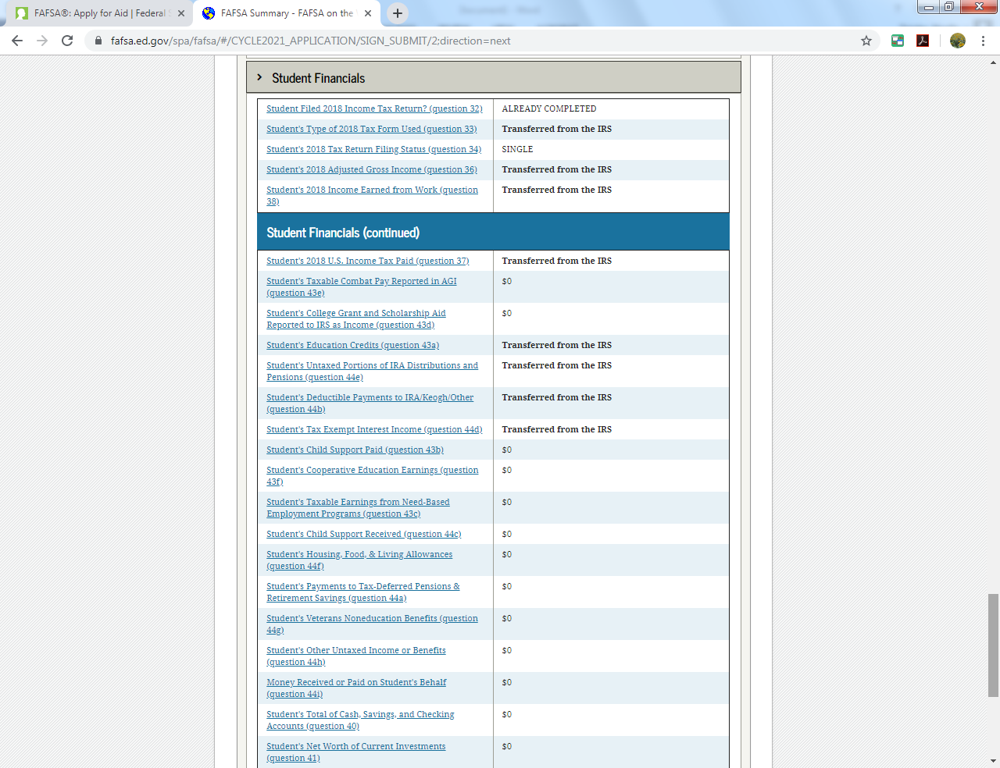 FAFSA®: Apply for Aid | Federal
FAFSA Summary - FAFSA on the
fafsa.ed.gov/spa/fafsa/#/CYCLE2021_APPLICATION/SIGN_SUBMIT/2;direction=next
Student Financials
Student Filed 2018 Income Tax Return? (question 32) ALREADY COMPLETED
Student's Type of 2018 Tax Form Used (question 33) Transferred from the IRS
Student's 2018 Tax Return Filing Status (question 34) SINGLE
Student's 2018 Adjusted Gross Income (question 36) Transferred from the IRS
Student's 2018 Income Earned from Work (question Transferred from the IRS
38)
Student Financials (continued)
Student's 2018 U.S. Income Tax Paid (question 37) Transferred from the IRS
Student's Taxable Combat Pay Reported in AGI $0
(question 43e)
Student's College Grant and Scholarship Aid $0
Reported to IRS as Income (question 43d)
Student's Education Credits (question 43a) Transferred from the IRS
Student's Untaxed Portions of IRA Distributions and Transferred from the IRS
Pensions (question 44e)
Student's Deductible Payments to IRA/Keogh/Other Transferred from the IRS
(question 44b)
Student's Tax Exempt Interest Income (question 44d) Transferred from the IRS
Student's Child Support Paid (question 43b) $0
Student's Cooperative Education Earnings (question $0
43f)
Student's Taxable Earnings from Need-Based $0
Employment Programs (question 43c)
Student's Child Support Received (question 44c) $0
Student's Housing, Food, & Living Allowances $0
(question 44f)
Student's Payments to Tax-Deferred Pensions & $0
Retirement Savings (question 44a)
Student's Veterans Noneducation Benefits (question $0
44g)
Student's Other Untaxed Income or Benefits $0
(question 44h)
Money Received or Paid on Student's Behalf $0
(question 44i)
Student's Total of Cash, Savings, and Checking $0
Accounts (question 40)
Student's Net Worth of Current Investments $0
(question 41)